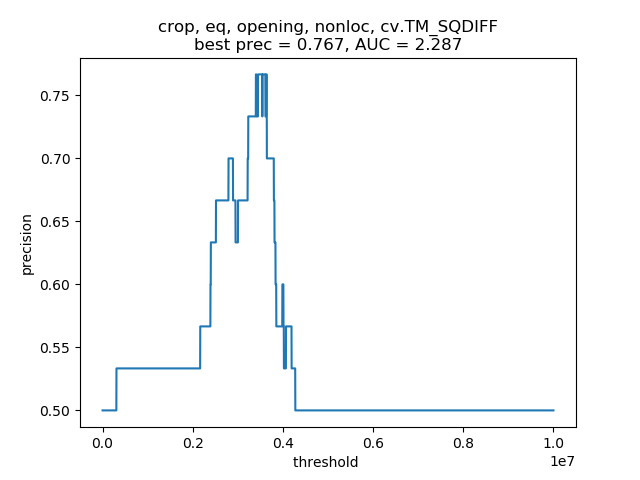 crop, eq, opening, nonloc, cv.TM_SQDIFF
best prec = 0.767, AUC = 2.287
0.75
0.70
0.65
0.60
0.55
0.50
precision
0.0 0.2 0.4 0.6 0.8 1.0
1e7
threshold